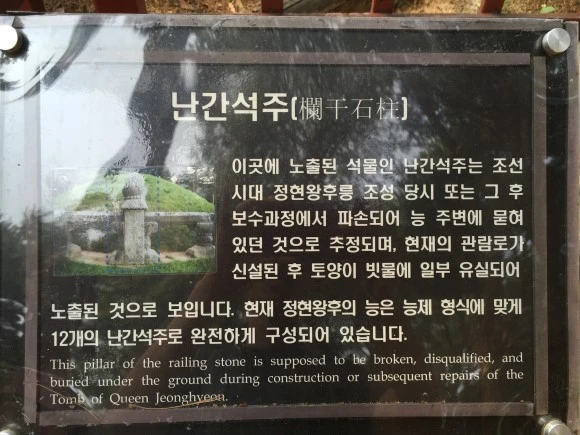 난간석주[欄干石柱]
이곳에 노출된 석물인 난간석주는 조선
시대 정현왕후릉 조성 당시 또는 그 후
보수과정에서 파손되어 능 주변에 묻혀
있던 것으로 추정되며, 현재의 관람로가
신설된 후 토양이 빗물에 일부 유실되어
노출된 것으로 보입니다. 현재 정현왕후의 능은 능제 형식에 맞게
12개의 난간석주로 완전하게 구성되어 있습니다.
This pillar of the railing stone is supposed to be broken, disqualified, and
buried under the ground during construction or subsequent repairs of the
Tomb of Queen Jeonghyeon.